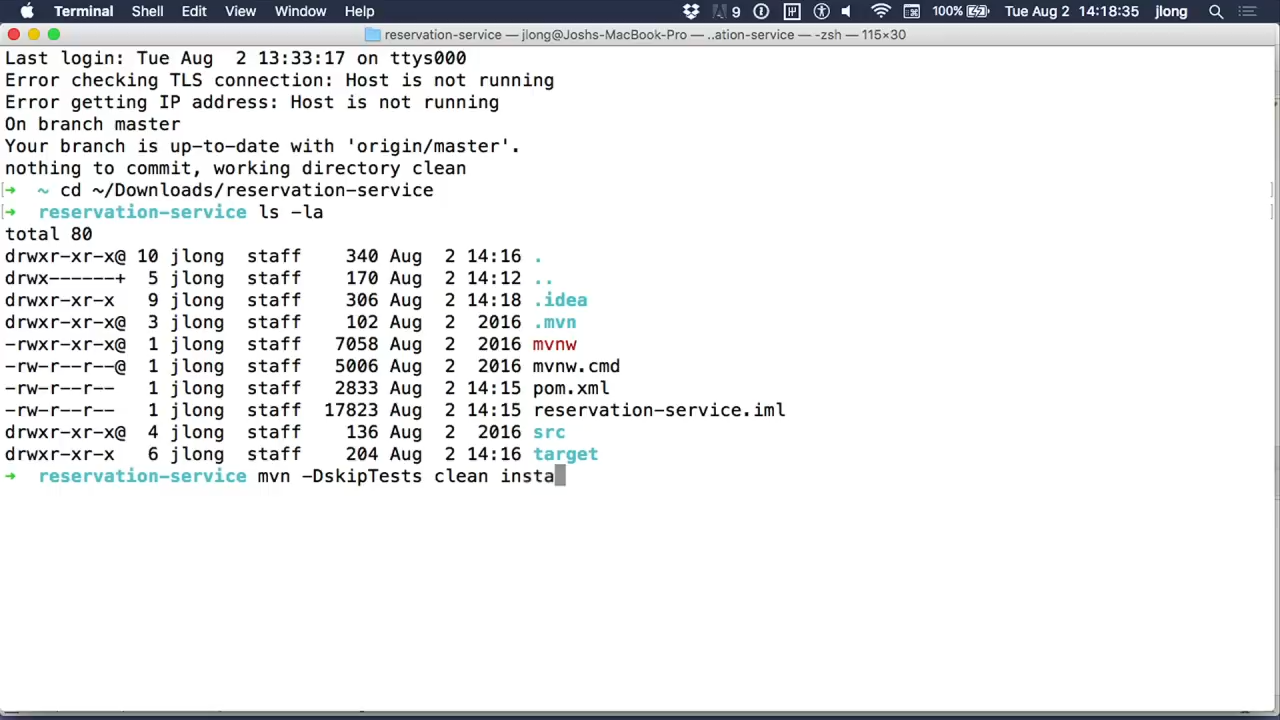 Terminal Shell Edit View Window Help 9 100% Tue Aug 2 14:18:35 jlong
reservation-service — jlong@Joshs-MacBook-Pro — ..ation-service — -zsh — 115×30
Last login: Tue Aug  2 13:33:17 on ttys000
Error checking TLS connection: Host is not running
Error getting IP address: Host is not running
On branch master
Your branch is up-to-date with 'origin/master'.
nothing to commit, working directory clean
[➜  ~ cd ~/Downloads/reservation-service ]
[➜  reservation-service ls -la ]
total 80
drwxr-xr-x@ 10 jlong  staff    340 Aug  2 14:16 .
drwx------+  5 jlong  staff    170 Aug  2 14:12 ..
drwxr-xr-x   9 jlong  staff    306 Aug  2 14:18 .idea
drwxr-xr-x@  3 jlong  staff    102 Aug  2  2016 .mvn
-rwxr-xr-x@  1 jlong  staff   7058 Aug  2  2016 mvnw
-rw-r--r--@  1 jlong  staff   5006 Aug  2  2016 mvnw.cmd
-rw-r--r--   1 jlong  staff   2833 Aug  2 14:15 pom.xml
-rw-r--r--   1 jlong  staff  17823 Aug  2 14:15 reservation-service.iml
drwxr-xr-x@  4 jlong  staff    136 Aug  2  2016 src
drwxr-xr-x   6 jlong  staff    204 Aug  2 14:16 target
➜  reservation-service mvn -DskipTests clean insta